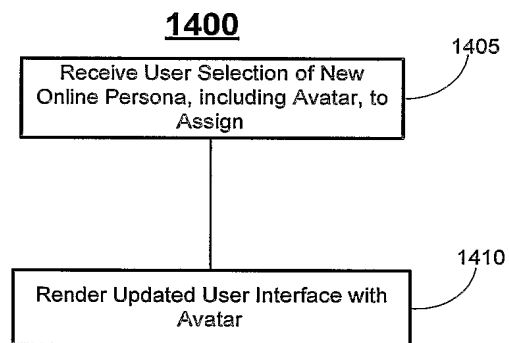 1400
1405
Receive User Selection of New
Online Persona, including Avatar, to
Assign
1410
Render Updated User Interface with
Avatar